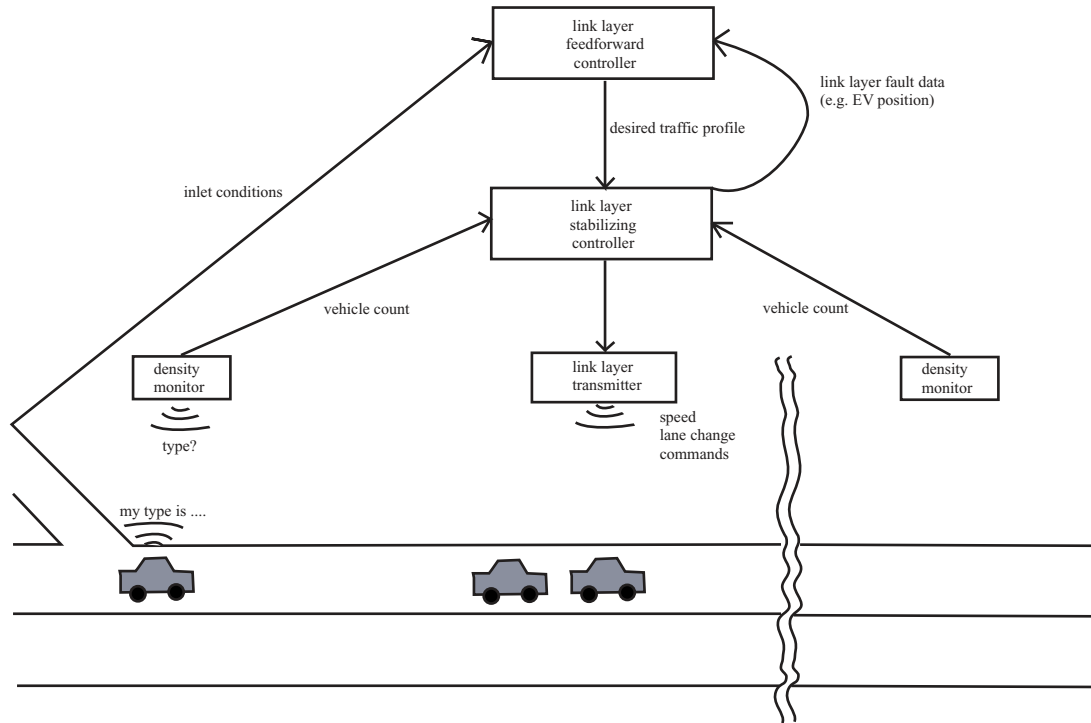 link layer
feedforward
controller
link layer fault data
(e.g. EV position)
desired traffic profile
inlet conditions
link layer
stabilizing
controller
vehicle count
vehicle count
density
monitor
link layer
transmitter
density
monitor
type?
speed
lane change
commands
my type is ....